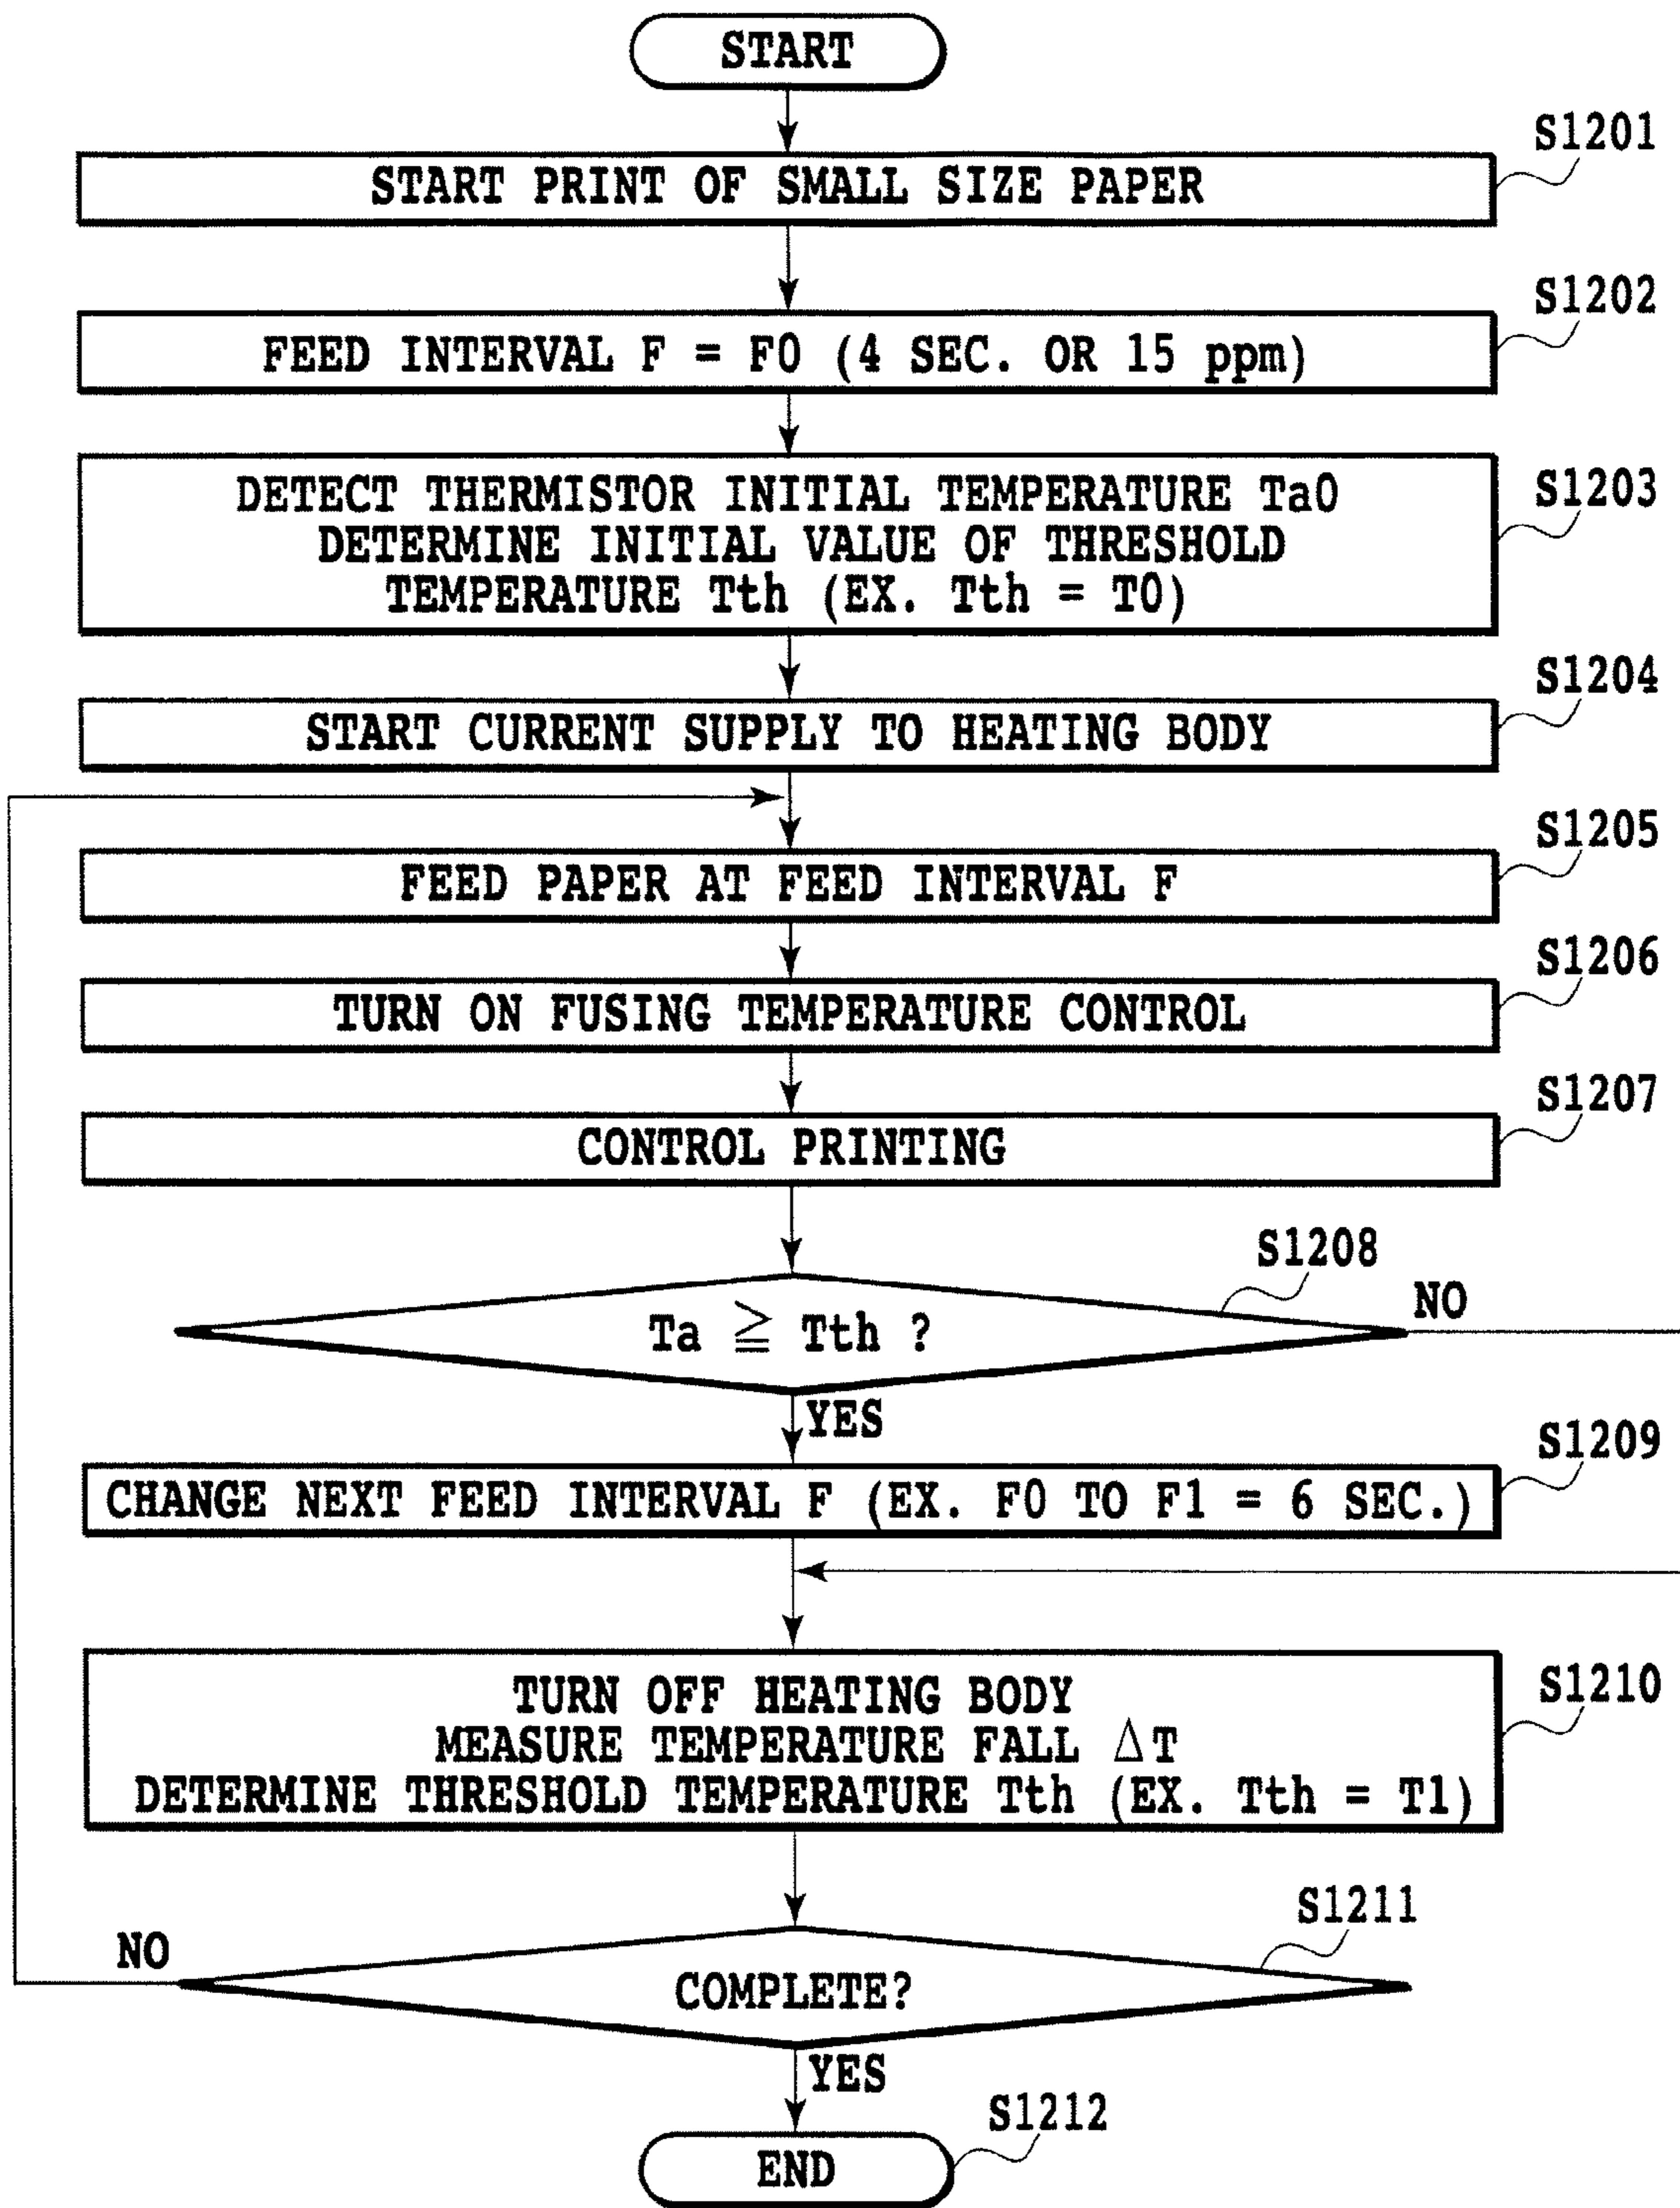 START
S1201
START PRINT OF SMALL SIZE PAPER
S1202
FEED INTERVAL F = F0 (4 SEC. OR 15 ppm)
S1203
DETECT THERMISTOR INITIAL TEMPERATURE Ta0
DETERMINE INITIAL VALUE OF THRESHOLD
TEMPERATURE Tth (EX. Tth = T0)
S1204
START CURRENT SUPPLY TO HEATING BODY
S1205
FEED PAPER AT FEED INTERVAL F
S1206
TURN ON FUSING TEMPERATURE CONTROL
S1207
CONTROL PRINTING
S1208
Ta ≧ Tth ?
NO
YES
S1209
CHANGE NEXT FEED INTERVAL F (EX. F0 TO F1 = 6 SEC.)
S1210
TURN OFF HEATING BODY
MEASURE TEMPERATURE FALL ΔT
DETERMINE THRESHOLD TEMPERATURE Tth (EX. Tth = T1)
S1211
NO
COMPLETE?
YES
S1212
END